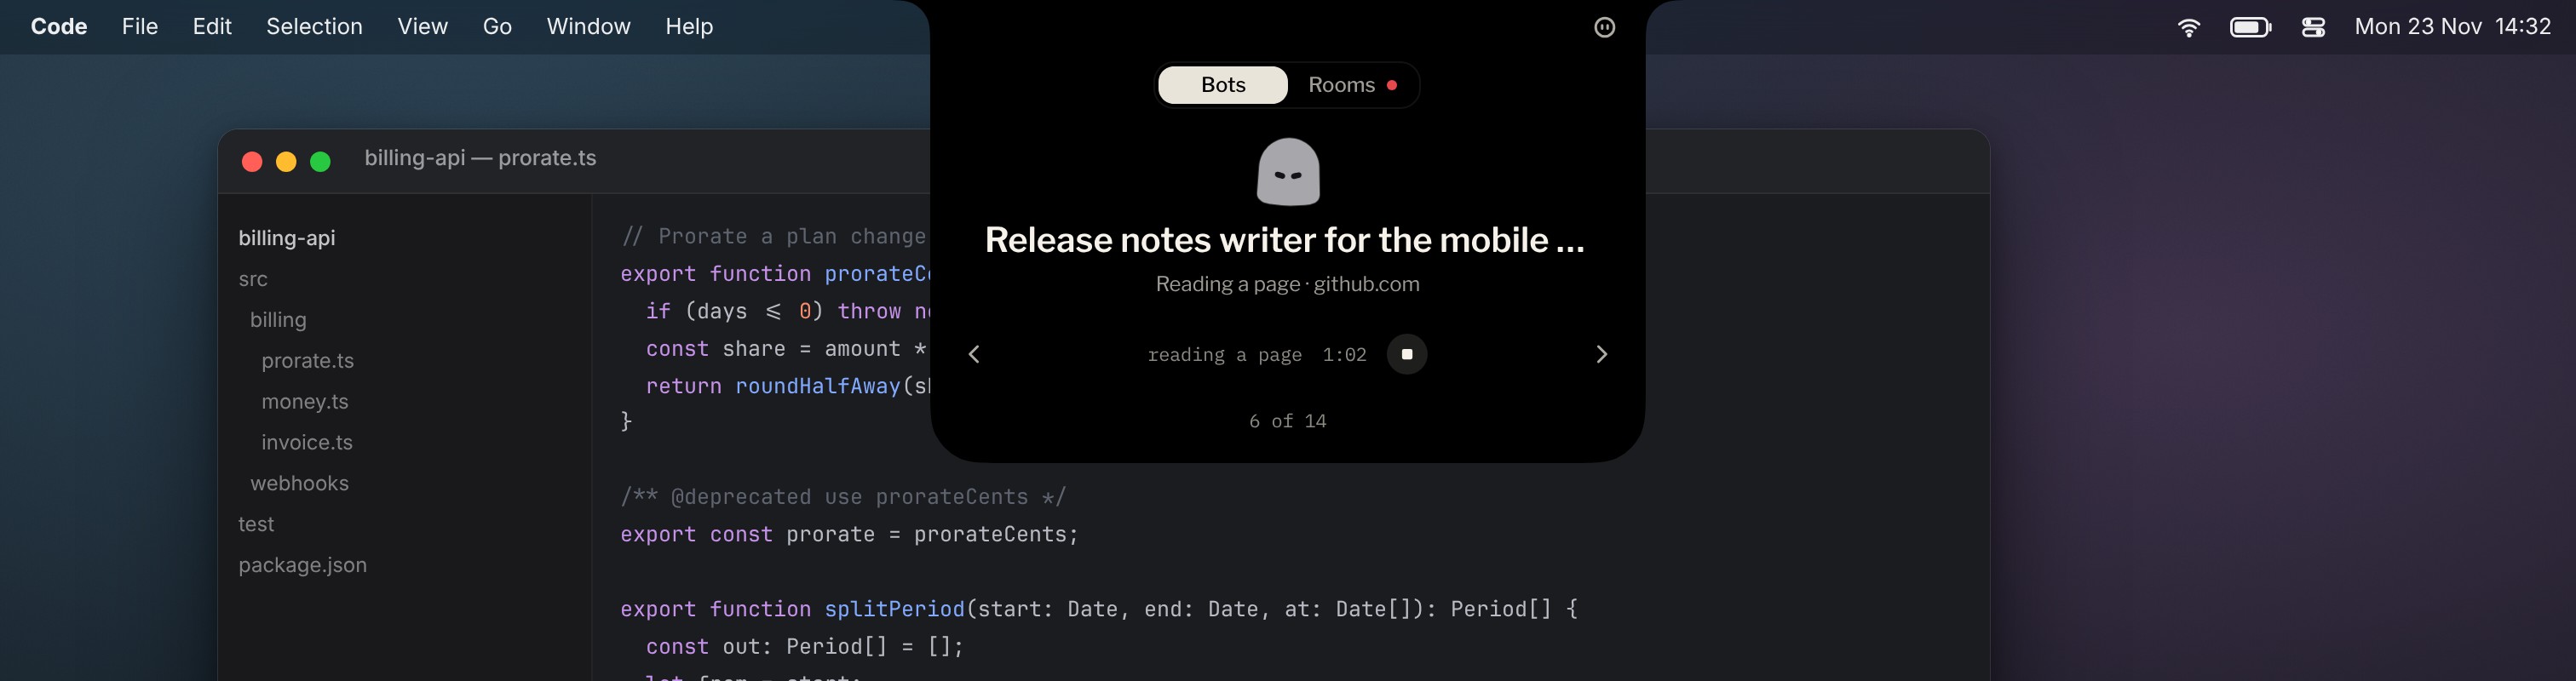 Code File Edit Selection View Go Window Help
Mon 23 Nov 14:32
Bots Rooms
Release notes writer for the mobile ...
Reading a page · github.com
reading a page 1:02
6 of 14
billing-api — prorate.ts
billing-api
src
billing
prorate.ts
money.ts
invoice.ts
webhooks
test
package.json
// Prorate a plan change
export function prorateC
if (days <= 0) throw n
const share = amount *
return roundHalfAway(s
}
/** @deprecated use prorateCents */
export const prorate = prorateCents;
export function splitPeriod(start: Date, end: Date, at: Date[]): Period[] {
const out: Period[] = [];